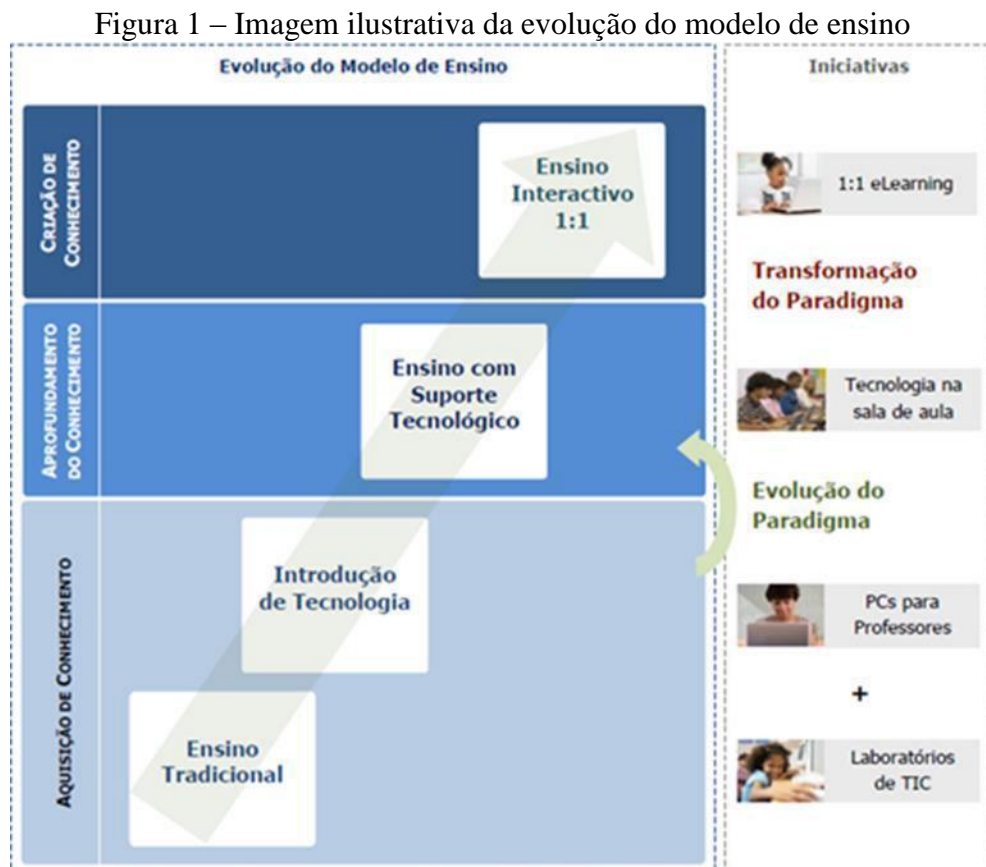 Figura 1 – Imagem ilustrativa da evolução do modelo de ensino
Evolução do Modelo de Ensino
CRIAÇÃO DE
CONHECIMENTO
Ensino
Interactivo
1:1
APROFUNDAMENTO
DO CONHECIMENTO
Ensino com
Suporte
Tecnológico
AQUISIÇÃO DE CONHECIMENTO
Introdução
de Tecnologia
Ensino
Tradicional
Iniciativas
1:1 eLearning
Transformação
do Paradigma
Tecnologia na
sala de aula
Evolução do
Paradigma
PCs para
Professores
+
Laboratórios
de TIC